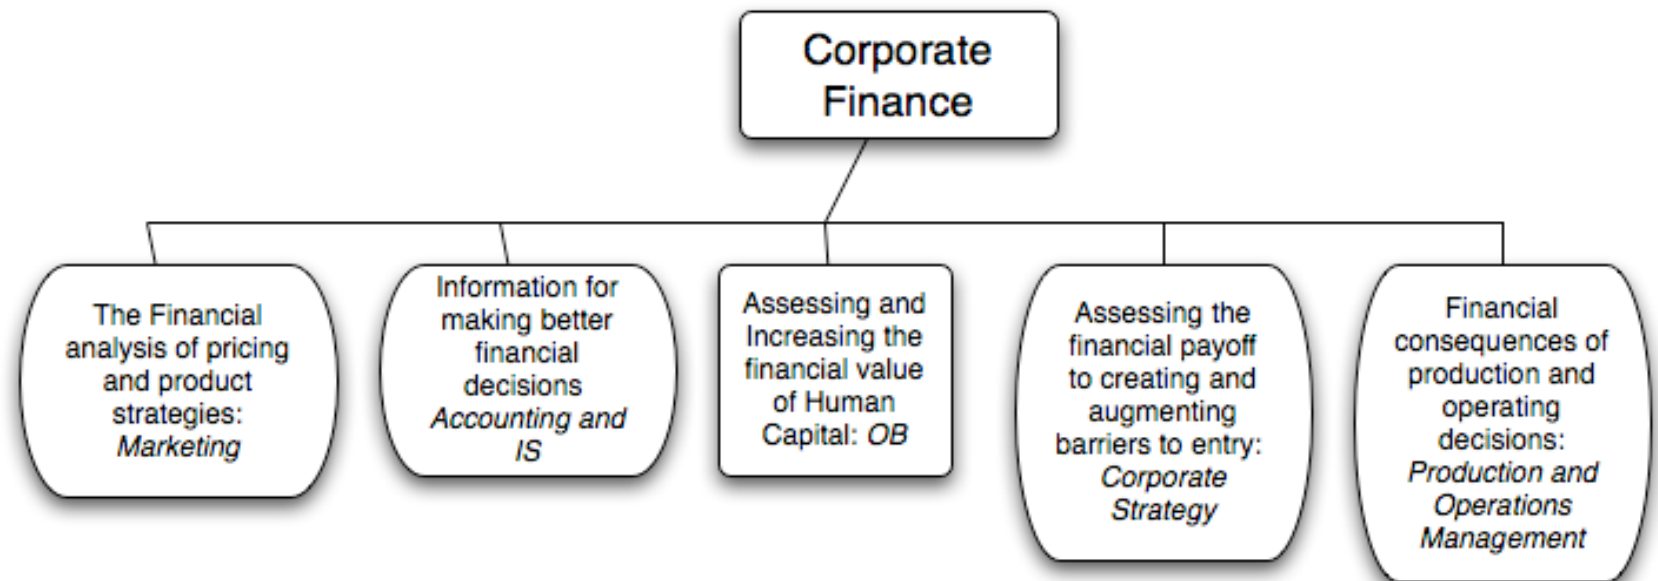 Corporate
Finance
The Financial
analysis of pricing
and product
strategies:
Marketing
Information for
making better
financial
decisions
Accounting and
IS
Assessing and
Increasing the
financial value
of Human
Capital: OB
Assessing the
financial payoff
to creating and
augmenting
barriers to entry:
Corporate
Strategy
Financial
consequences of
production and
operating
decisions:
Production and
Operations
Management